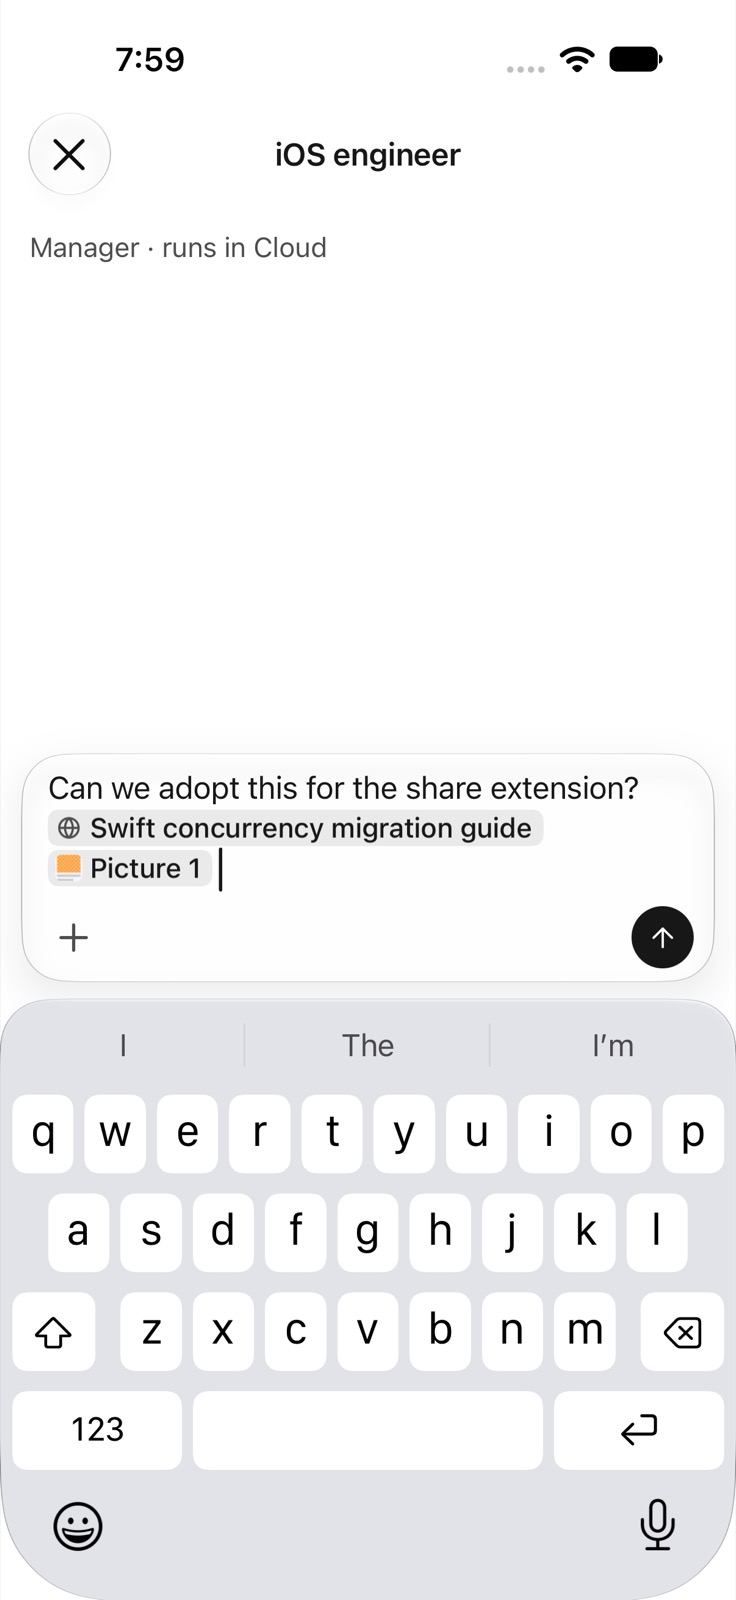 7:59
iOS engineer
Manager · runs in Cloud
Can we adopt this for the share extension?
Swift concurrency migration guide
Picture 1
I The I’m
q w e r t y u i o p
a s d f g h j k l
z x c v b n m
123